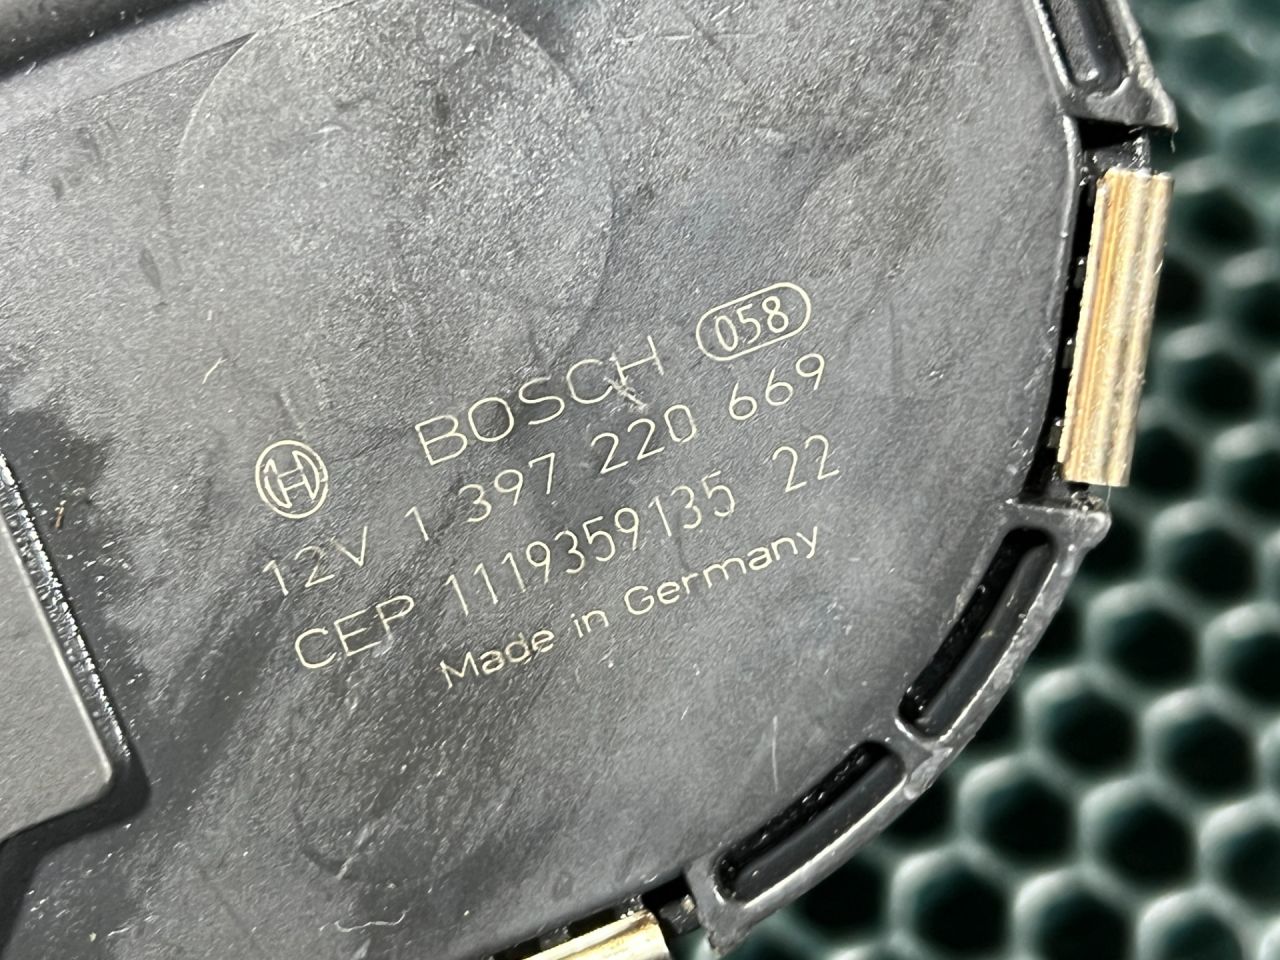 BOSCH 058
12V 1 397 220 669
CEP 1119359135 22
Made in Germany